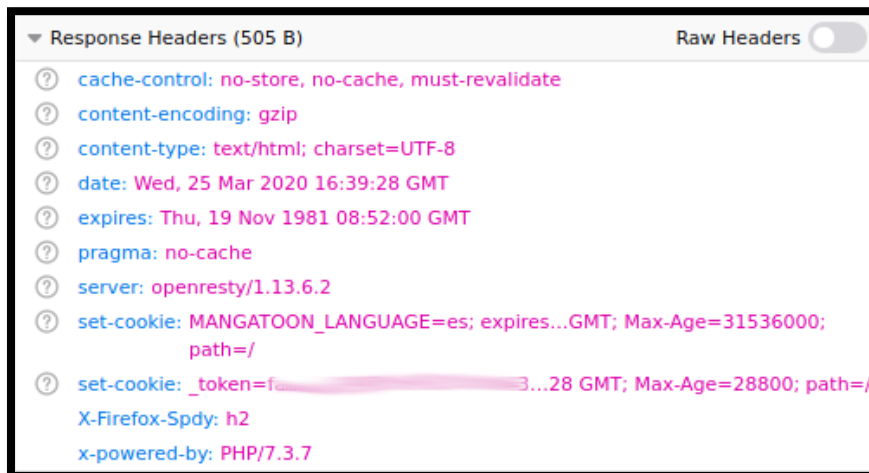 Response Headers (505 B) Raw Headers
cache-control: no-store, no-cache, must-revalidate
content-encoding: gzip
content-type: text/html; charset=UTF-8
date: Wed, 25 Mar 2020 16:39:28 GMT
expires: Thu, 19 Nov 1981 08:52:00 GMT
pragma: no-cache
server: openresty/1.13.6.2
set-cookie: MANGATOON_LANGUAGE=es; expires...GMT; Max-Age=31536000;
path=/
set-cookie: _token= ...28 GMT; Max-Age=28800; path=/
X-Firefox-Spdy: h2
x-powered-by: PHP/7.3.7